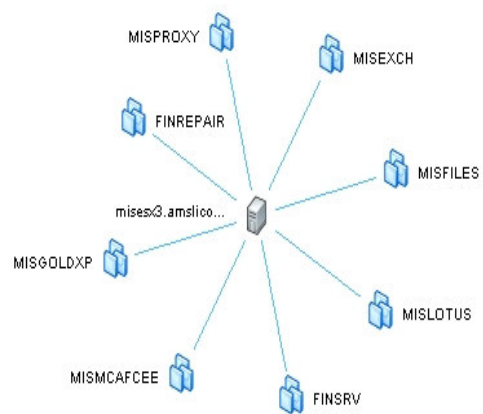 MISPROXY
MISEXCH
FINREPAIR
MISFILES
misesx3.amslico...
MISGOLDXP
MISLOTUS
MISMCAFCEE
FINSRV